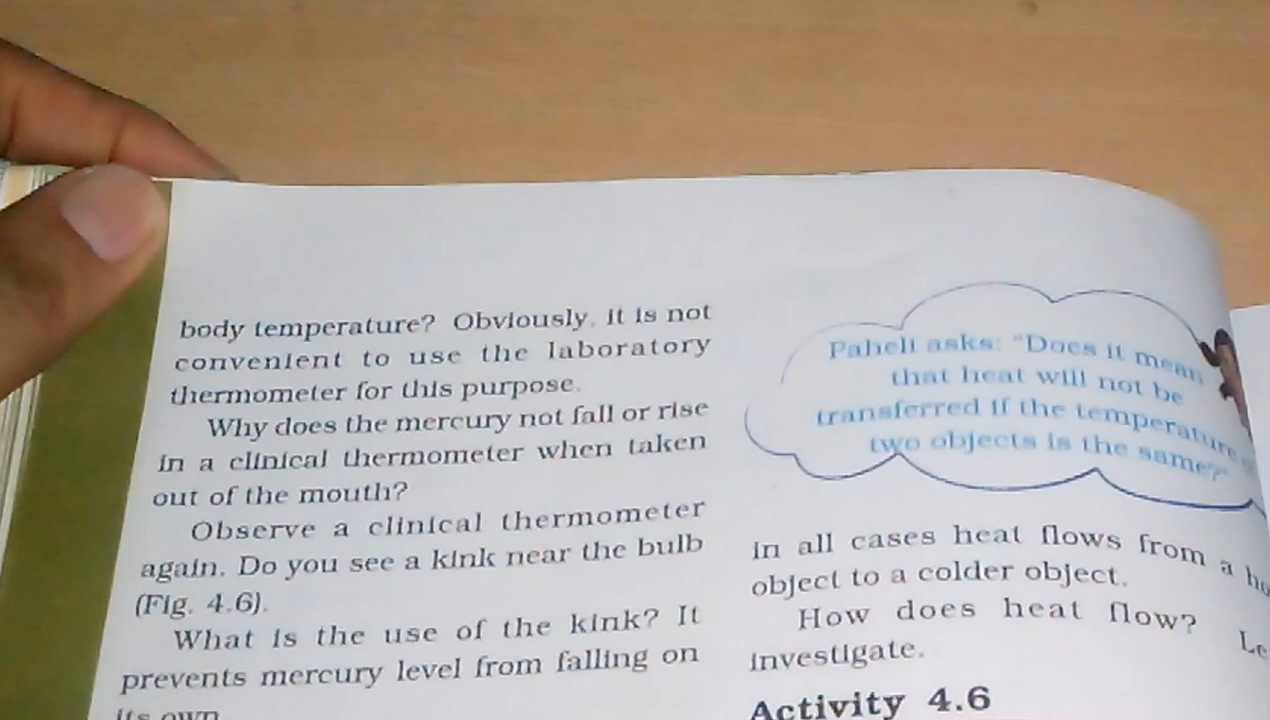 body temperature? Obviously, it is not
convenient to use the laboratory
thermometer for this purpose.
Why does the mercury not fall or rise
in a clinical thermometer when taken
out of the mouth?
Observe a clinical thermometer
again. Do you see a kink near the bulb
(Fig. 4.6).
What is the use of the kink? It
prevents mercury level from falling on
its own.
Paheli asks: "Does it mean
that heat will not be
transferred if the temperature
two objects is the same?"
in all cases heat flows from a
object to a colder object.
How does heat flow?
investigate.
Activity 4.6